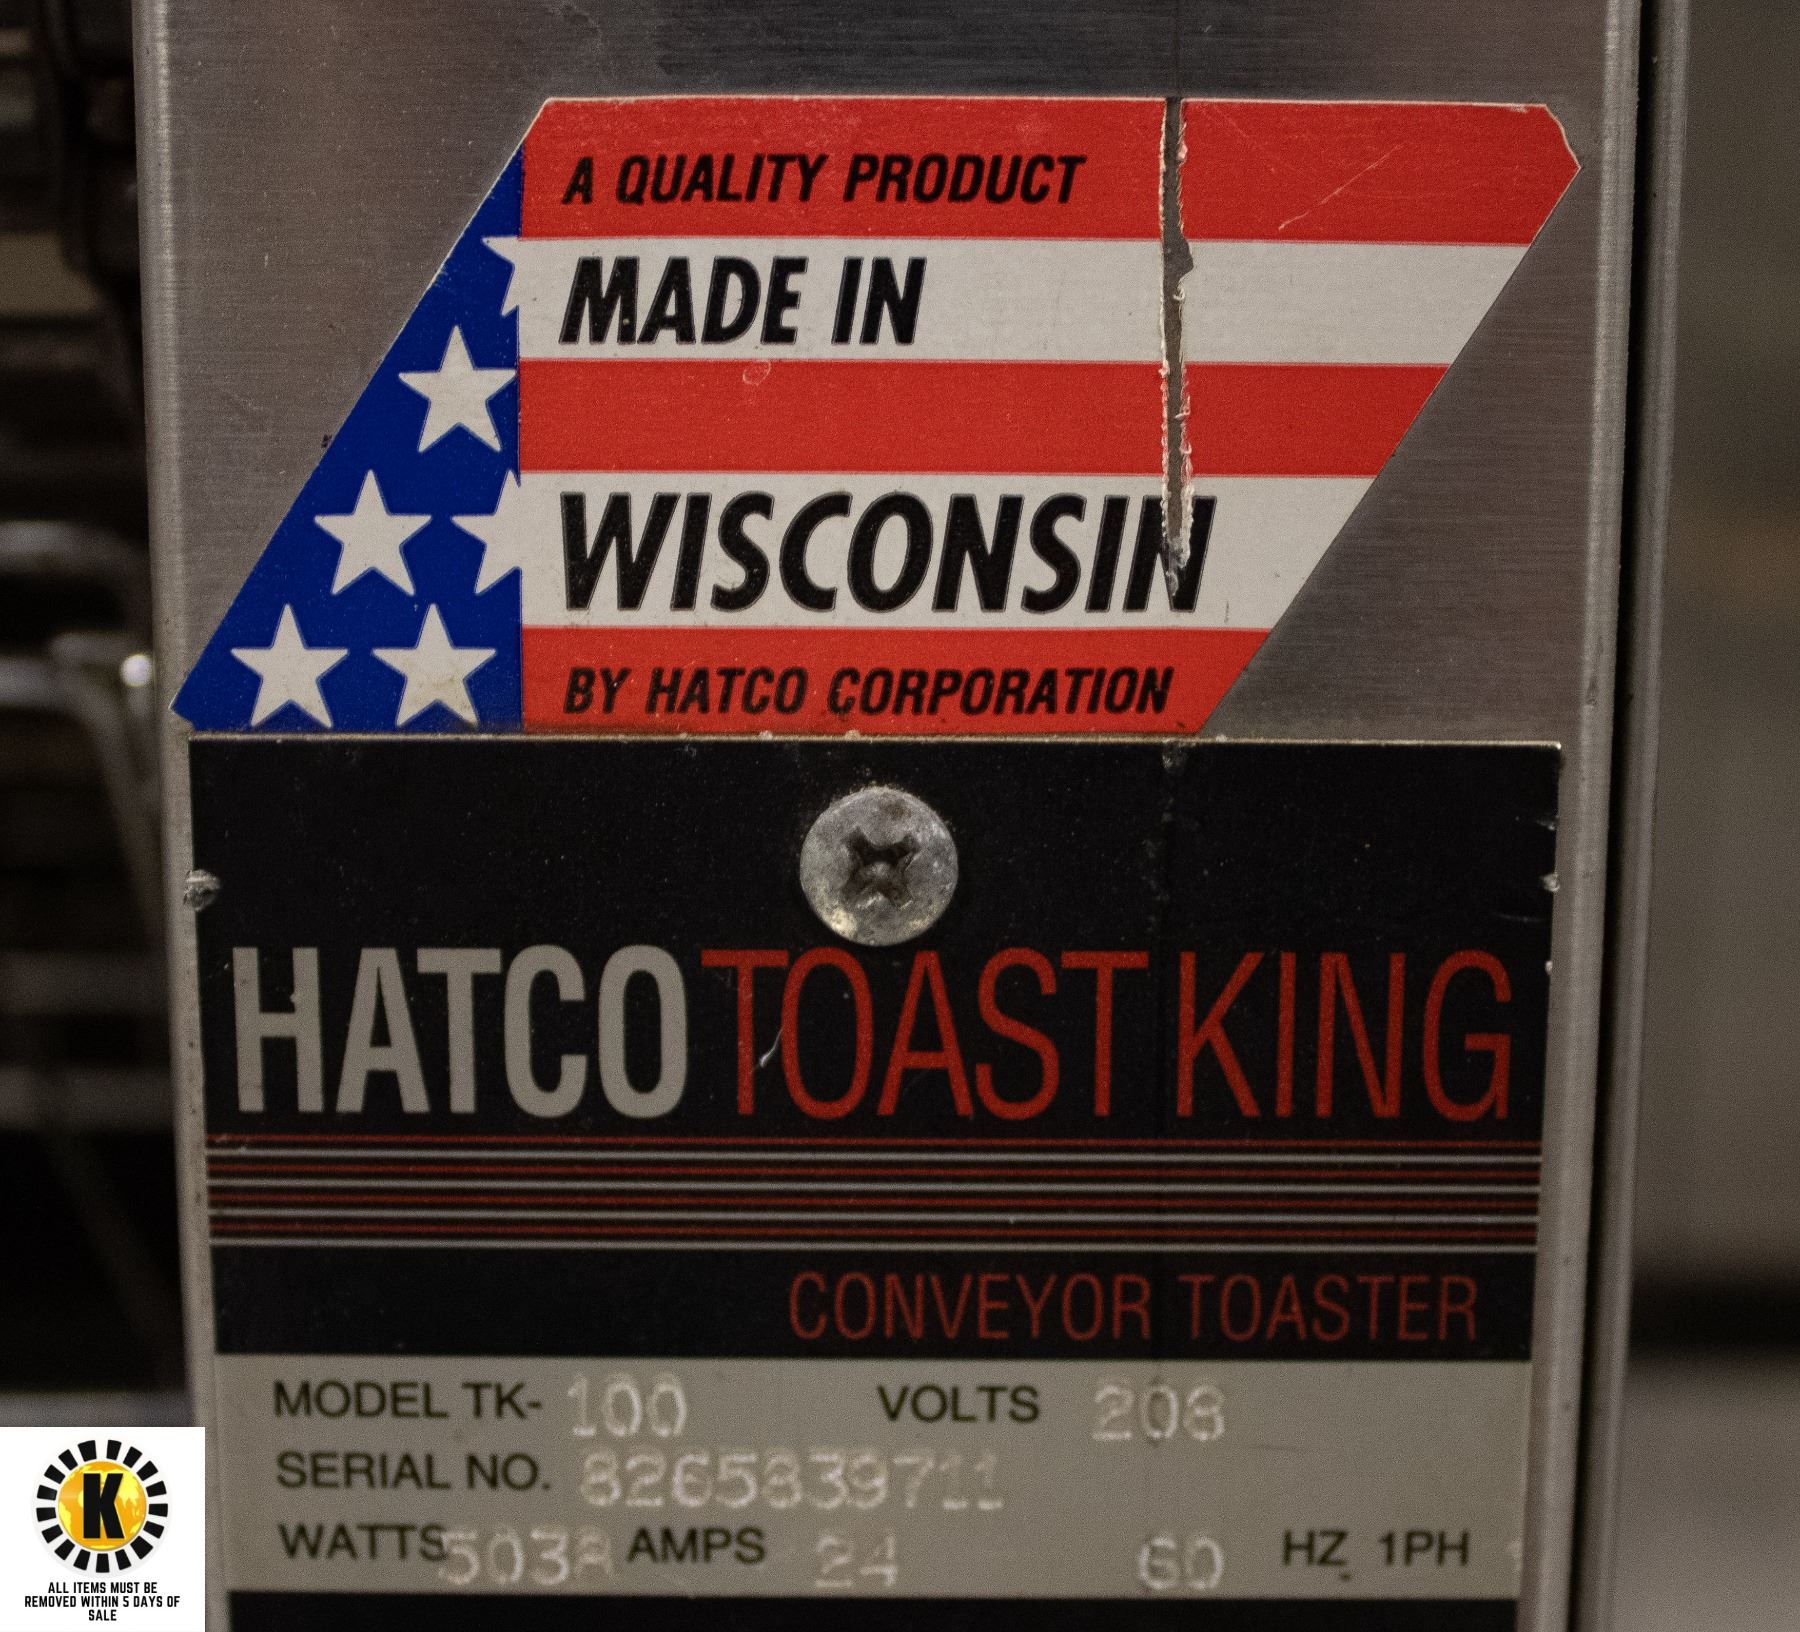 A QUALITY PRODUCT
MADE IN
WISCONSIN
BY HATCO CORPORATION
HATCO TOAST KING
CONVEYOR TOASTER
MODEL TK- 100 VOLTS 208
SERIAL NO. 8265839711
WATTS AMPS 24 60 HZ 1PH
K
ALL ITEMS MUST BE
REMOVED WITHIN 5 DAYS OF
SALE